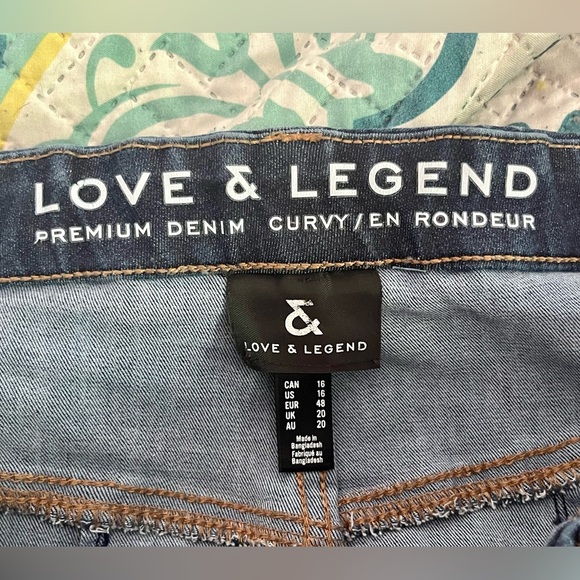 LOVE & LEGEND
PREMIUM DENIM CURVY/EN RONDEUR
&
LOVE & LEGEND
CAN 16
US 16
EUR 48
UK 20
AU 20
Made in
Bangladesh
Fabriqué au
Bangladesh